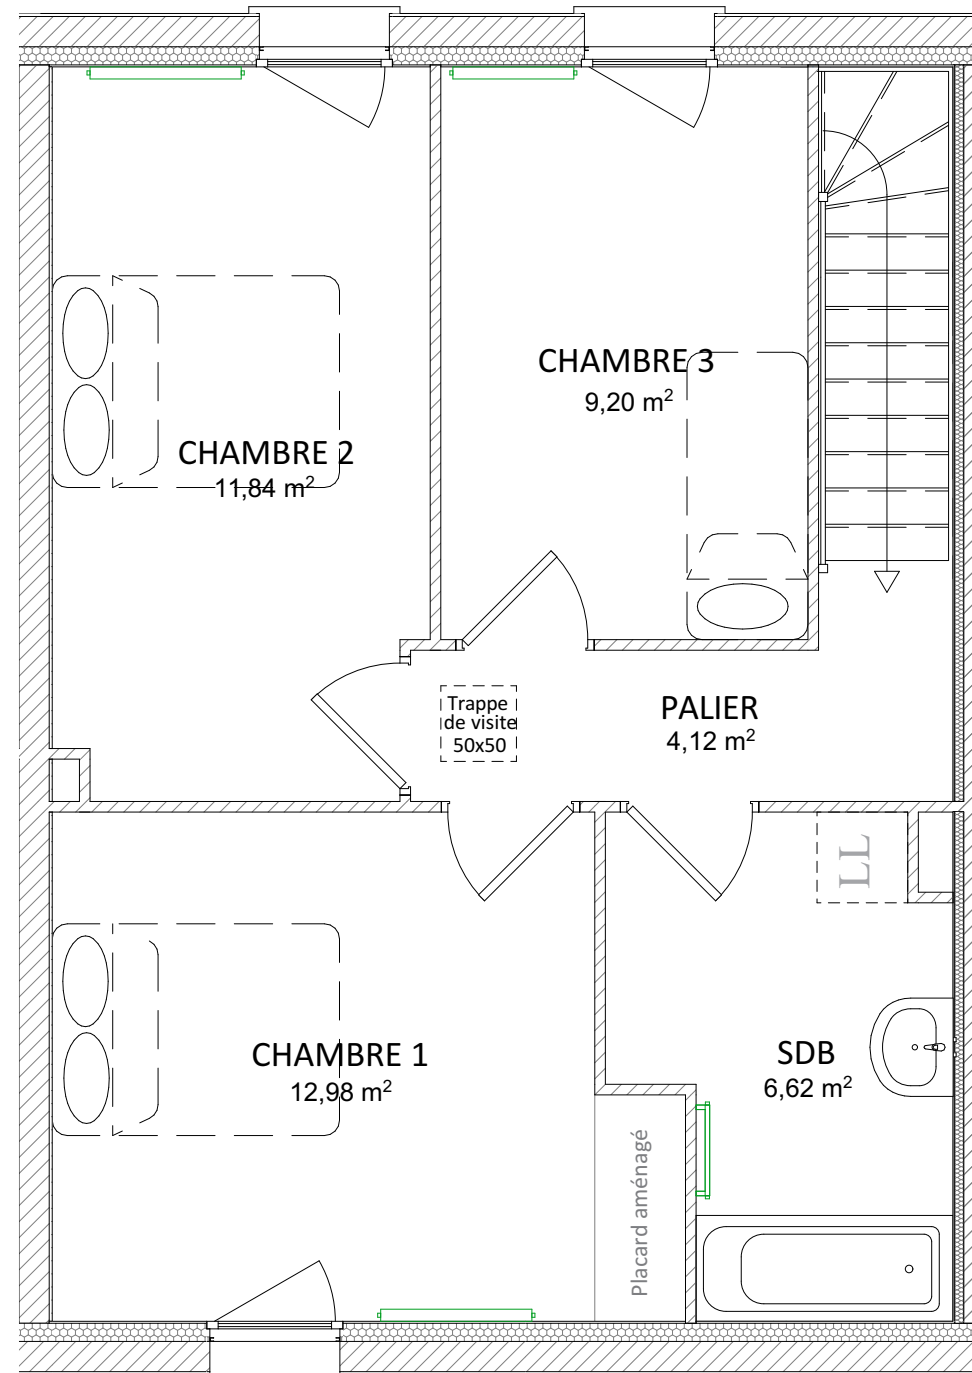 CHAMBRE 3
9,20 m²
CHAMBRE 2
11,84 m²
Trappe
de visite
50x50
PALIER
4,12 m²
LL
CHAMBRE 1
12,98 m²
SDB
6,62 m²
Placard aménagé